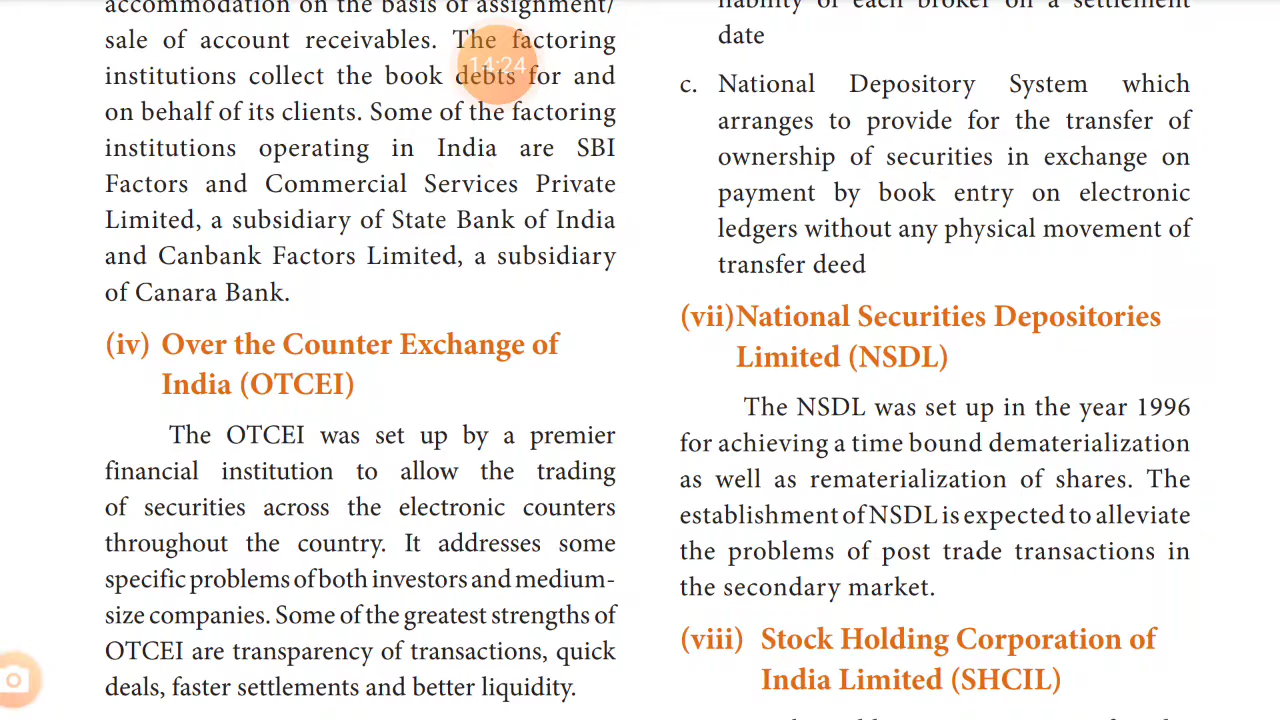 accommodation on the basis of assignment/
sale of account receivables. The factoring
institutions collect the book debts for and
on behalf of its clients. Some of the factoring
institutions operating in India are SBI
Factors and Commercial Services Private
Limited, a subsidiary of State Bank of India
and Canbank Factors Limited, a subsidiary
of Canara Bank.
(iv) Over the Counter Exchange of
India (OTCEI)
The OTCEI was set up by a premier
financial institution to allow the trading
of securities across the electronic counters
throughout the country. It addresses some
specific problems of both investors and medium-
size companies. Some of the greatest strengths of
OTCEI are transparency of transactions, quick
deals, faster settlements and better liquidity.
liability of each broker on a settlement
date
c. National Depository System which
arranges to provide for the transfer of
ownership of securities in exchange on
payment by book entry on electronic
ledgers without any physical movement of
transfer deed
(vii) National Securities Depositories
Limited (NSDL)
The NSDL was set up in the year 1996
for achieving a time bound dematerialization
as well as rematerialization of shares. The
establishment of NSDL is expected to alleviate
the problems of post trade transactions in
the secondary market.
(viii) Stock Holding Corporation of
India Limited (SHCIL)
14:24